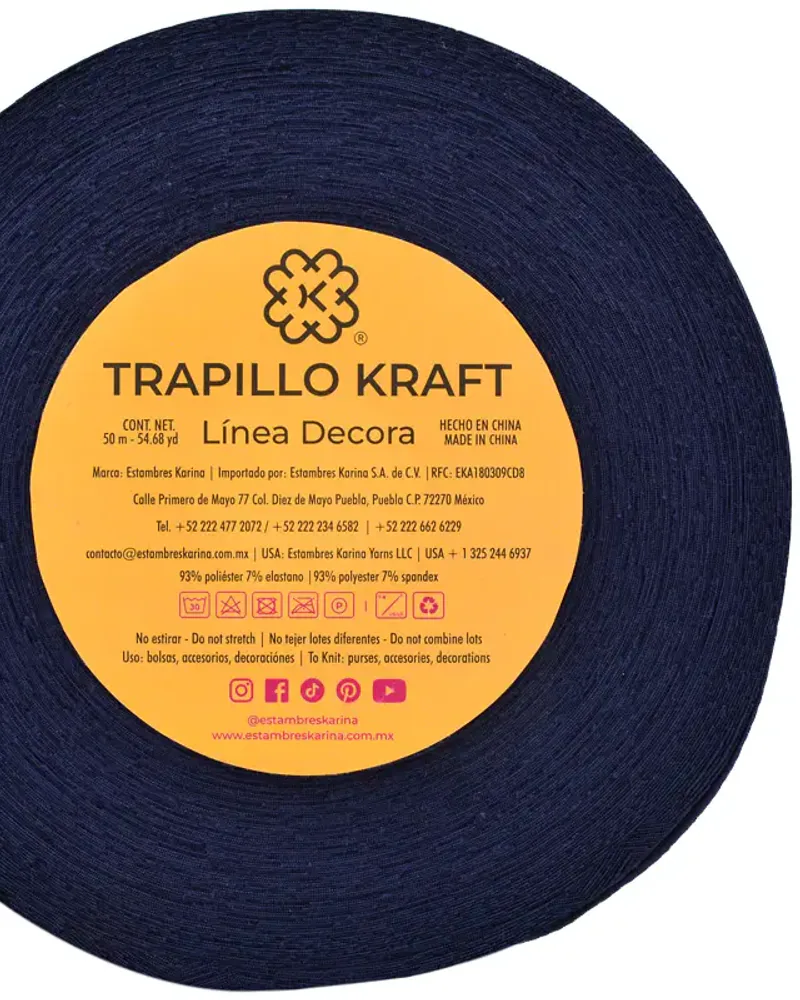 K
®
TRAPILLO KRAFT
CONT. NET.
50 m - 54.68 yd
Línea Decora
HECHO EN CHINA
MADE IN CHINA
Marca: Estambres Karina | Importado por: Estambres Karina S.A. de C.V. | RFC: EKA180309CD8
Calle Primero de Mayo 77 Col. Diez de Mayo Puebla, Puebla C.P. 72270 México
Tel. +52 222 477 2072 / +52 222 234 6582 | +52 222 662 6229
contacto@estambreskarina.com.mx | USA: Estambres Karina Yarns LLC | USA + 1 325 244 6937
93% poliéster 7% elastano | 93% polyester 7% spandex
30 P
No estirar - Do not stretch | No tejer lotes diferentes - Do not combine lots
Uso: bolsas, accesorios, decoraciónes | To Knit: purses, accesories, decorations
@estambreskarina
www.estambreskarina.com.mx